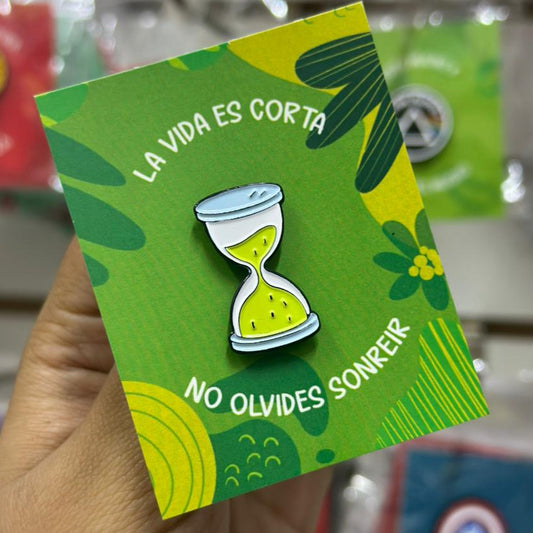 LA VIDA ES CORTA
NO OLVIDES SONREIR